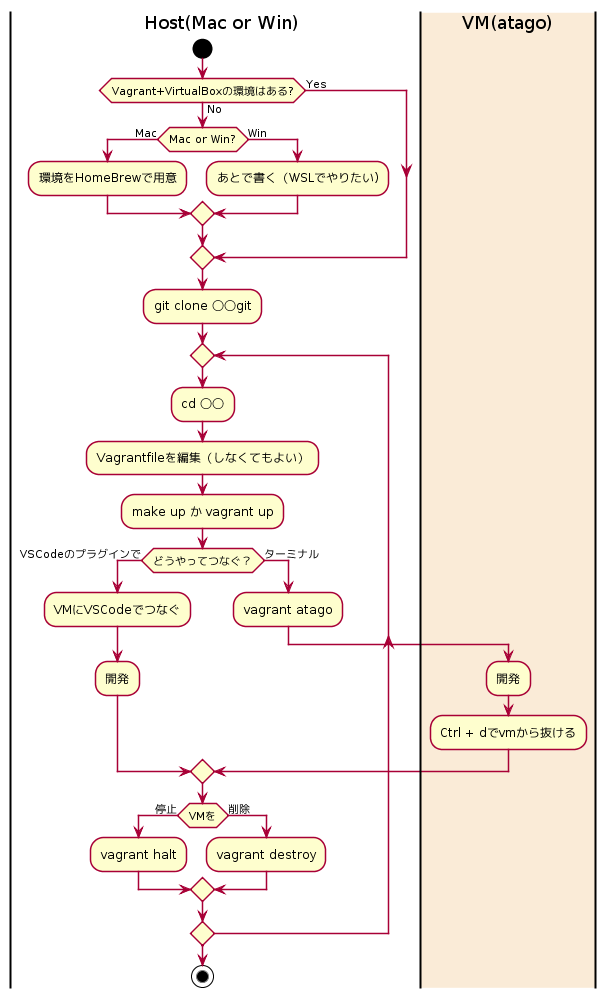 Host(Mac or Win)
VM(atago)
Vagrant+VirtualBoxの環境はある?
Yes
No
Mac
Mac or Win?
Win
環境をHomeBrewで用意
あとで書く（WSLでやりたい)
git clone 〇〇git
cd 〇〇
Vagrantfileを編集（しなくてもよい）
make up か vagrant up
VSCodeのプラグインで
どうやってつなぐ？
ターミナル
VMにVSCodeでつなぐ
vagrant atago
開発
開発
Ctrl + dでvmから抜ける
停止
VMを
削除
vagrant halt
vagrant destroy